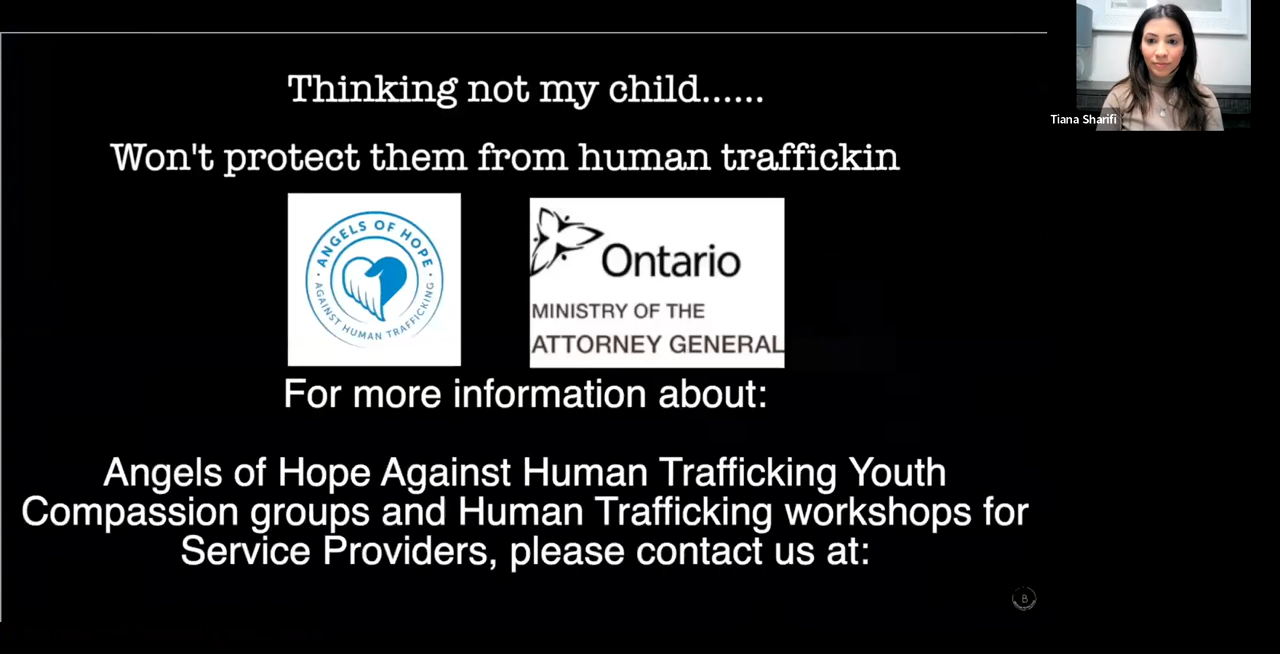 Thinking not my child......
Won't protect them from human traffickin
ANGELS OF HOPE
AGAINST HUMAN TRAFFICKING
Ontario
MINISTRY OF THE
ATTORNEY GENERAL
For more information about:
Angels of Hope Against Human Trafficking Youth
Compassion groups and Human Trafficking workshops for
Service Providers, please contact us at:
B
Tiana Sharifi